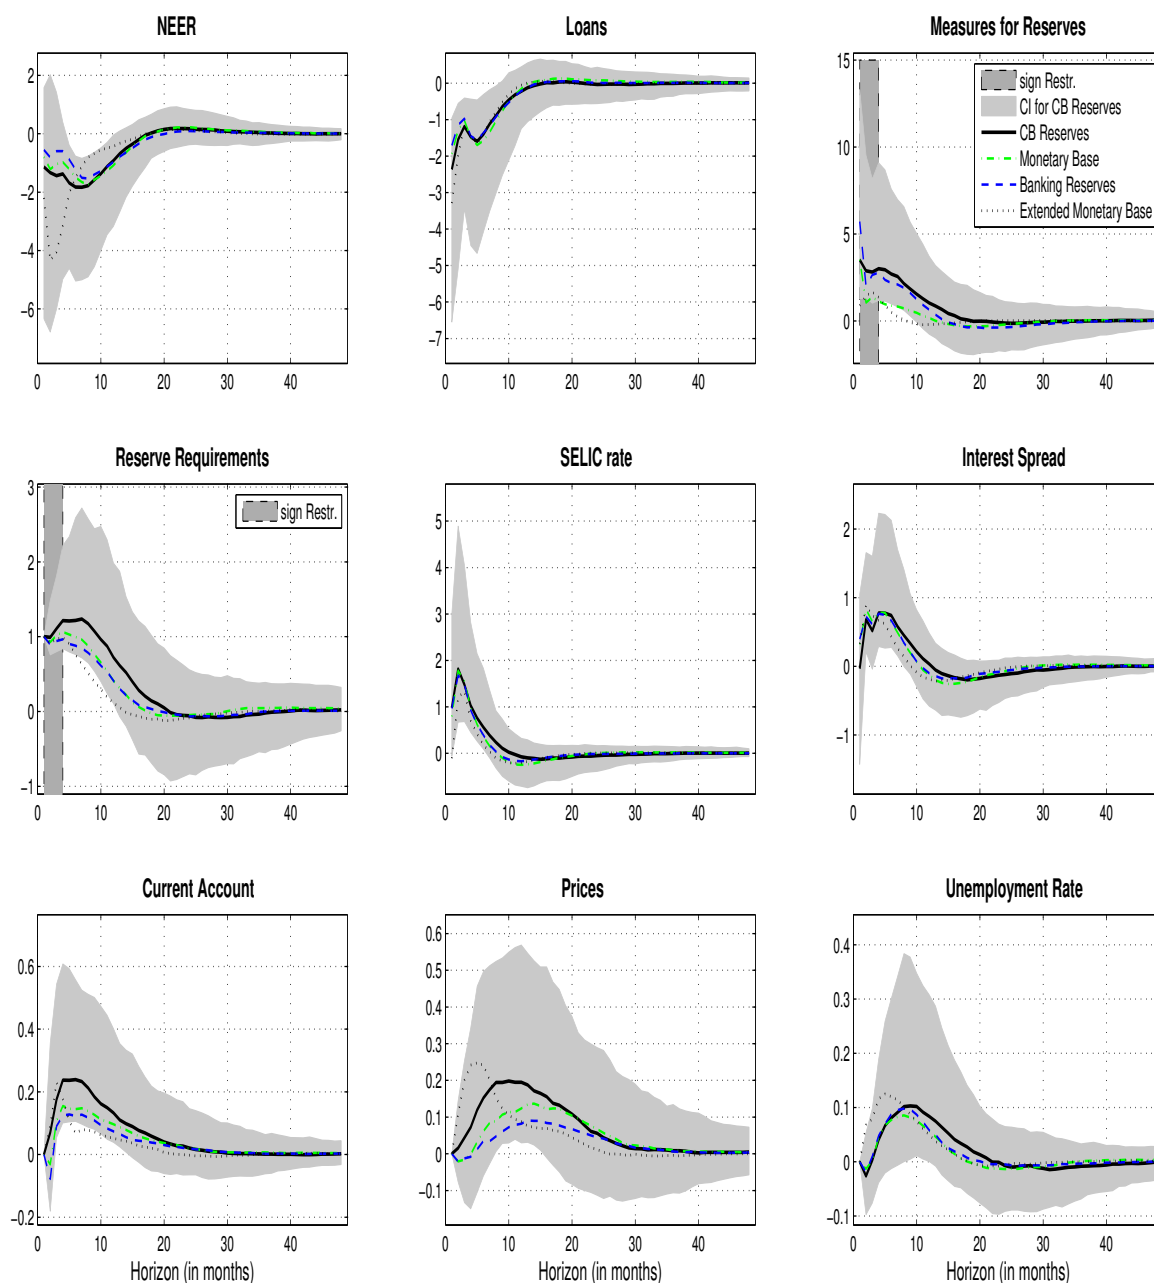 NEER
Loans
Measures for Reserves
2
0
−2
−4
−6
0 10 20 30 40
0
−1
−2
−3
−4
−5
−6
−7
0 10 20 30 40
15
10
5
0
0 10 20 30 40
sign Restr.
CI for CB Reserves
CB Reserves
Monetary Base
Banking Reserves
Extended Monetary Base
Reserve Requirements
SELIC rate
Interest Spread
3
2
1
0
−1
0 10 20 30 40
sign Restr.
5
4
3
2
1
0
0 10 20 30 40
2
1
0
−1
0 10 20 30 40
Current Account
Prices
Unemployment Rate
0.6
0.4
0.2
0
−0.2
0 10 20 30 40
Horizon (in months)
0.6
0.5
0.4
0.3
0.2
0.1
0
−0.1
0 10 20 30 40
Horizon (in months)
0.4
0.3
0.2
0.1
0
−0.1
0 10 20 30 40
Horizon (in months)